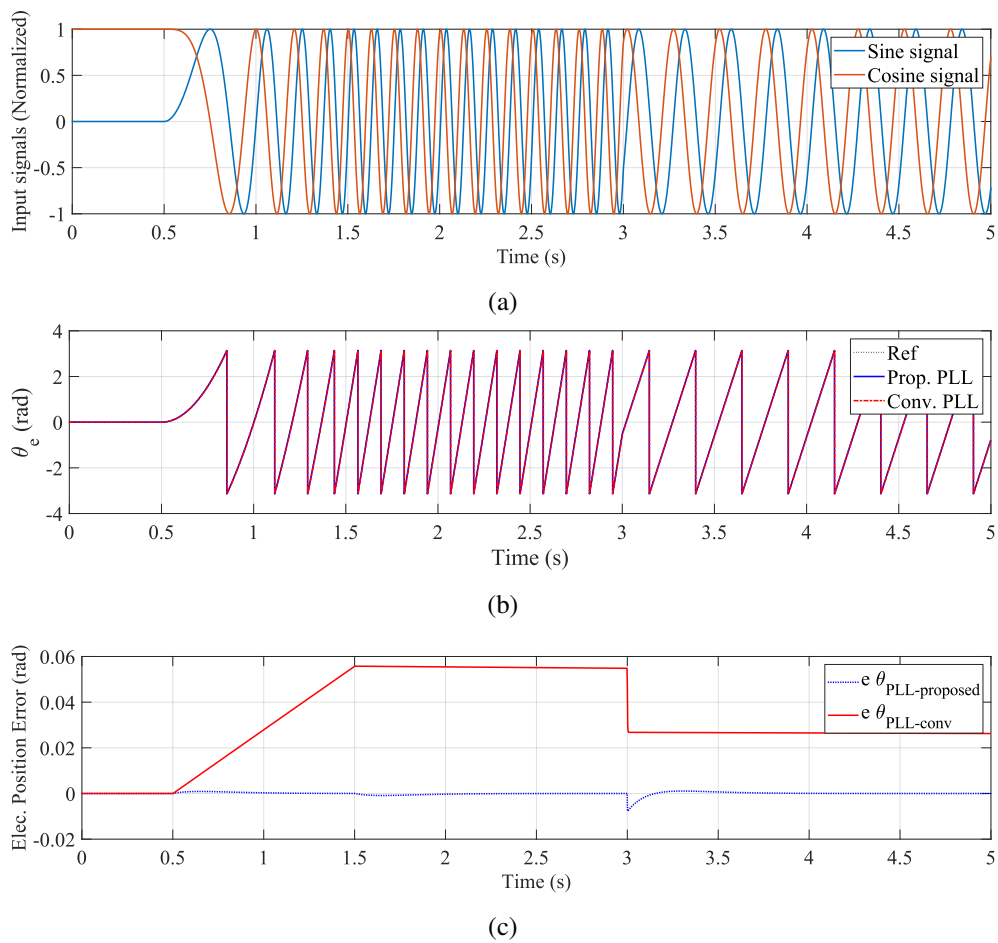 Input signals (Normalized)
1
0.5
0
-0.5
-1
Sine signal
Cosine signal
0 0.5 1 1.5 2 2.5 3 3.5 4 4.5 5
Time (s)
(a)
θe (rad)
4
2
0
-2
-4
Ref
Prop. PLL
Conv. PLL
0 0.5 1 1.5 2 2.5 3 3.5 4 4.5 5
Time (s)
(b)
Elec. Position Error (rad)
0.06
0.04
0.02
0
-0.02
e θPLL-proposed
e θPLL-conv
0 0.5 1 1.5 2 2.5 3 3.5 4 4.5 5
Time (s)
(c)